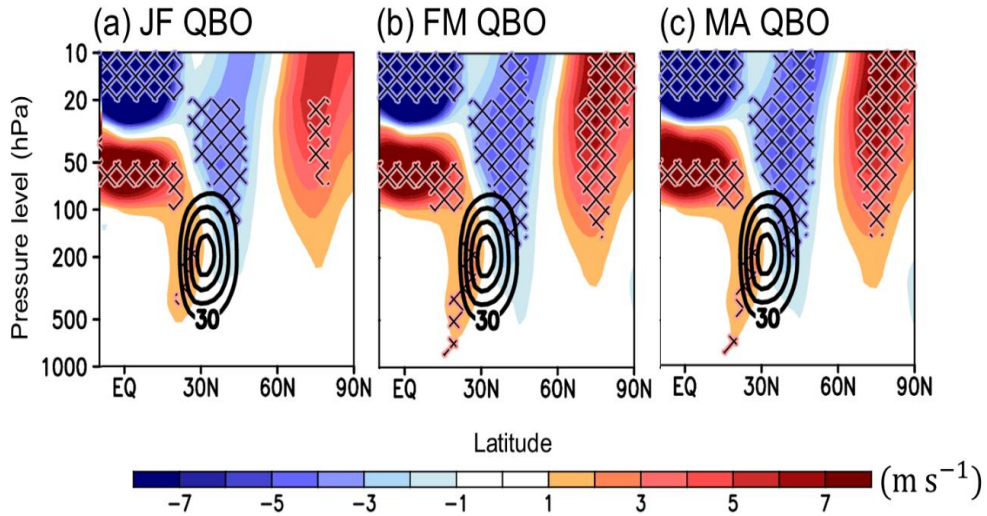 (a) JF QBO (b) FM QBO (c) MA QBO
Pressure level (hPa)
10
20
50
100
200
500
1000
30 30 30
EQ 30N 60N 90N EQ 30N 60N 90N EQ 30N 60N 90N
Latitude
−7 −5 −3 −1 1 3 5 7 (m s⁻¹)